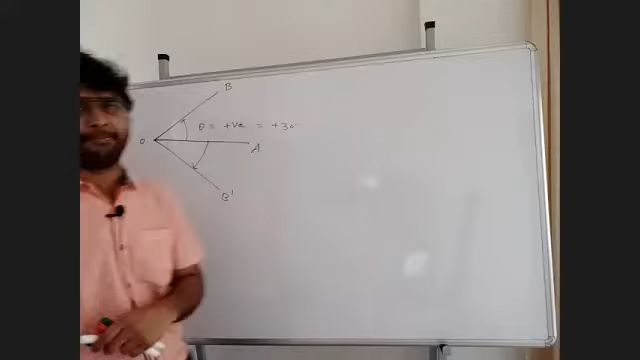 B
θ = +ve = +30
O
A
B'